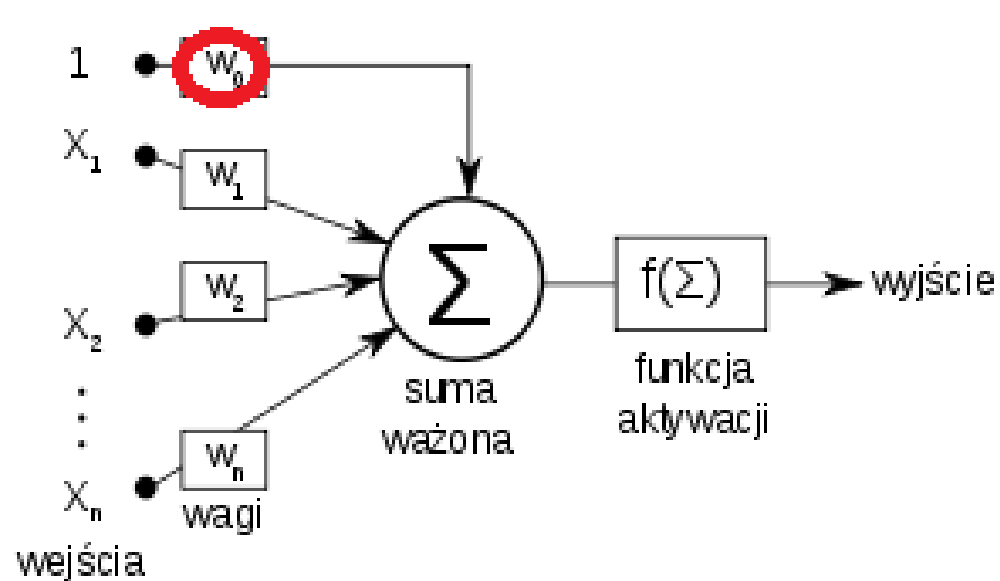 1
w₀
X₁
w₁
X₂
w₂
Xₙ
wₙ
wagi
wejścia
Σ
suma
ważona
f(Σ)
funkcja
aktywacji
wyjście